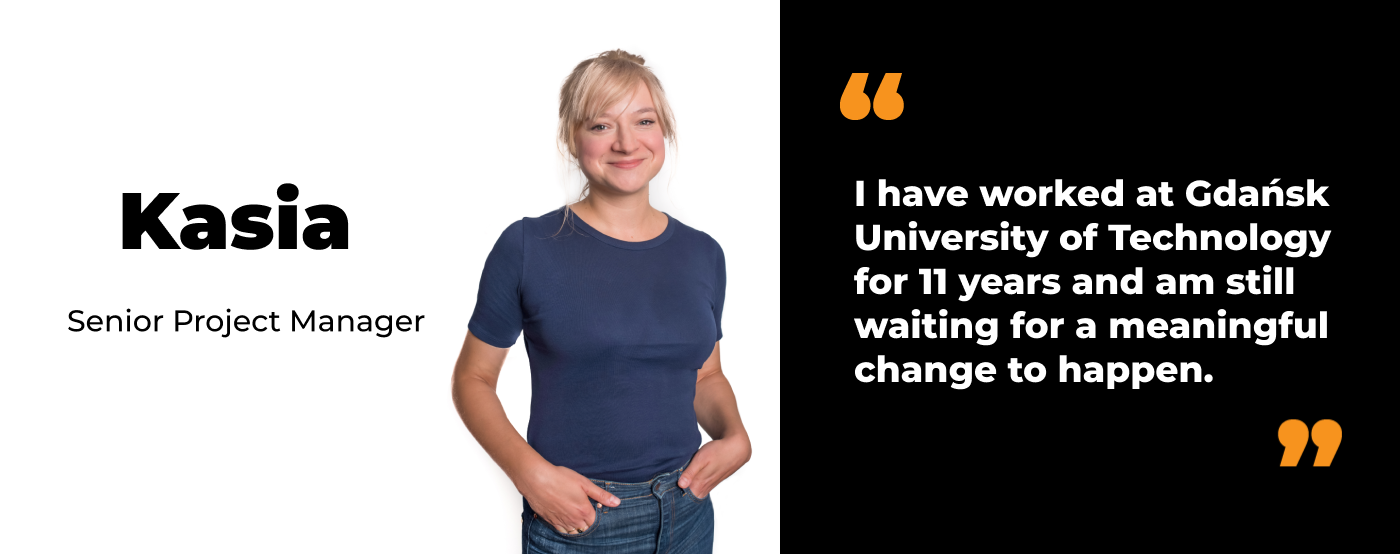 Kasia
Senior Project Manager
“
I have worked at Gdańsk
University of Technology
for 11 years and am still
waiting for a meaningful
change to happen.
”